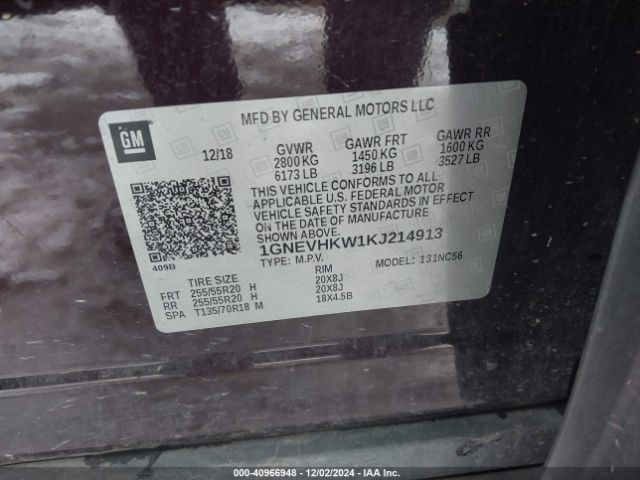 MFD BY GENERAL MOTORS LLC
GM
12/18
GVWR GAWR FRT GAWR RR
2800 KG 1450 KG 1600 KG
6173 LB 3196 LB 3527 LB
THIS VEHICLE CONFORMS TO ALL
APPLICABLE U.S. FEDERAL MOTOR
VEHICLE SAFETY STANDARDS IN EFFECT
ON THE DATE OF MANUFACTURE
SHOWN ABOVE.
1GNEVHKW1KJ214913
409B
TYPE: M.P.V. MODEL: 131NC56
TIRE SIZE RIM
FRT 255/55R20 H 20X8J
RR 255/55R20 H 20X8J
SPA T135/70R18 M 18X4.5B
000-40966948 - 12/02/2024 - IAA Inc.